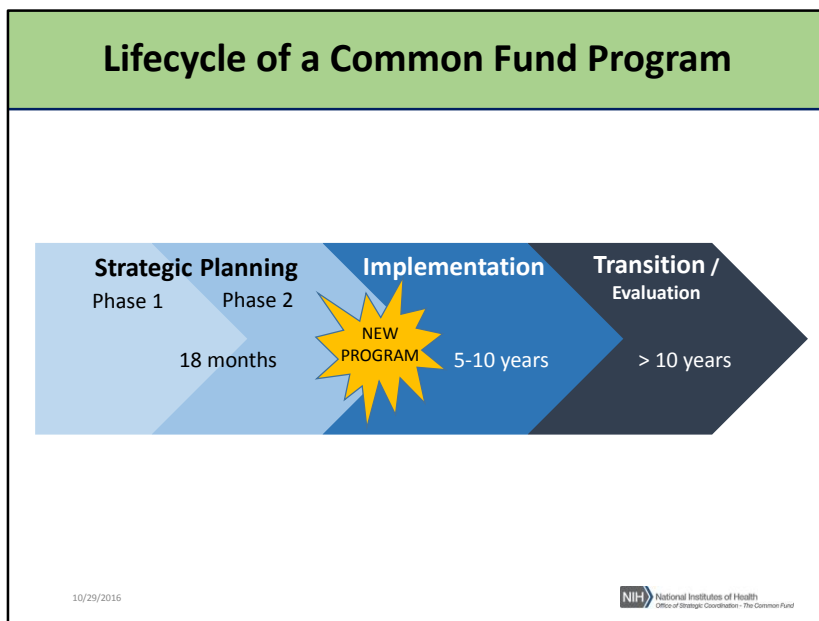 Lifecycle of a Common Fund Program
Strategic Planning
Phase 1
Phase 2
18 months
NEW
PROGRAM
Implementation
5-10 years
Transition /
Evaluation
> 10 years
10/29/2016
NIH
National Institutes of Health
Office of Strategic Coordination - The Common Fund